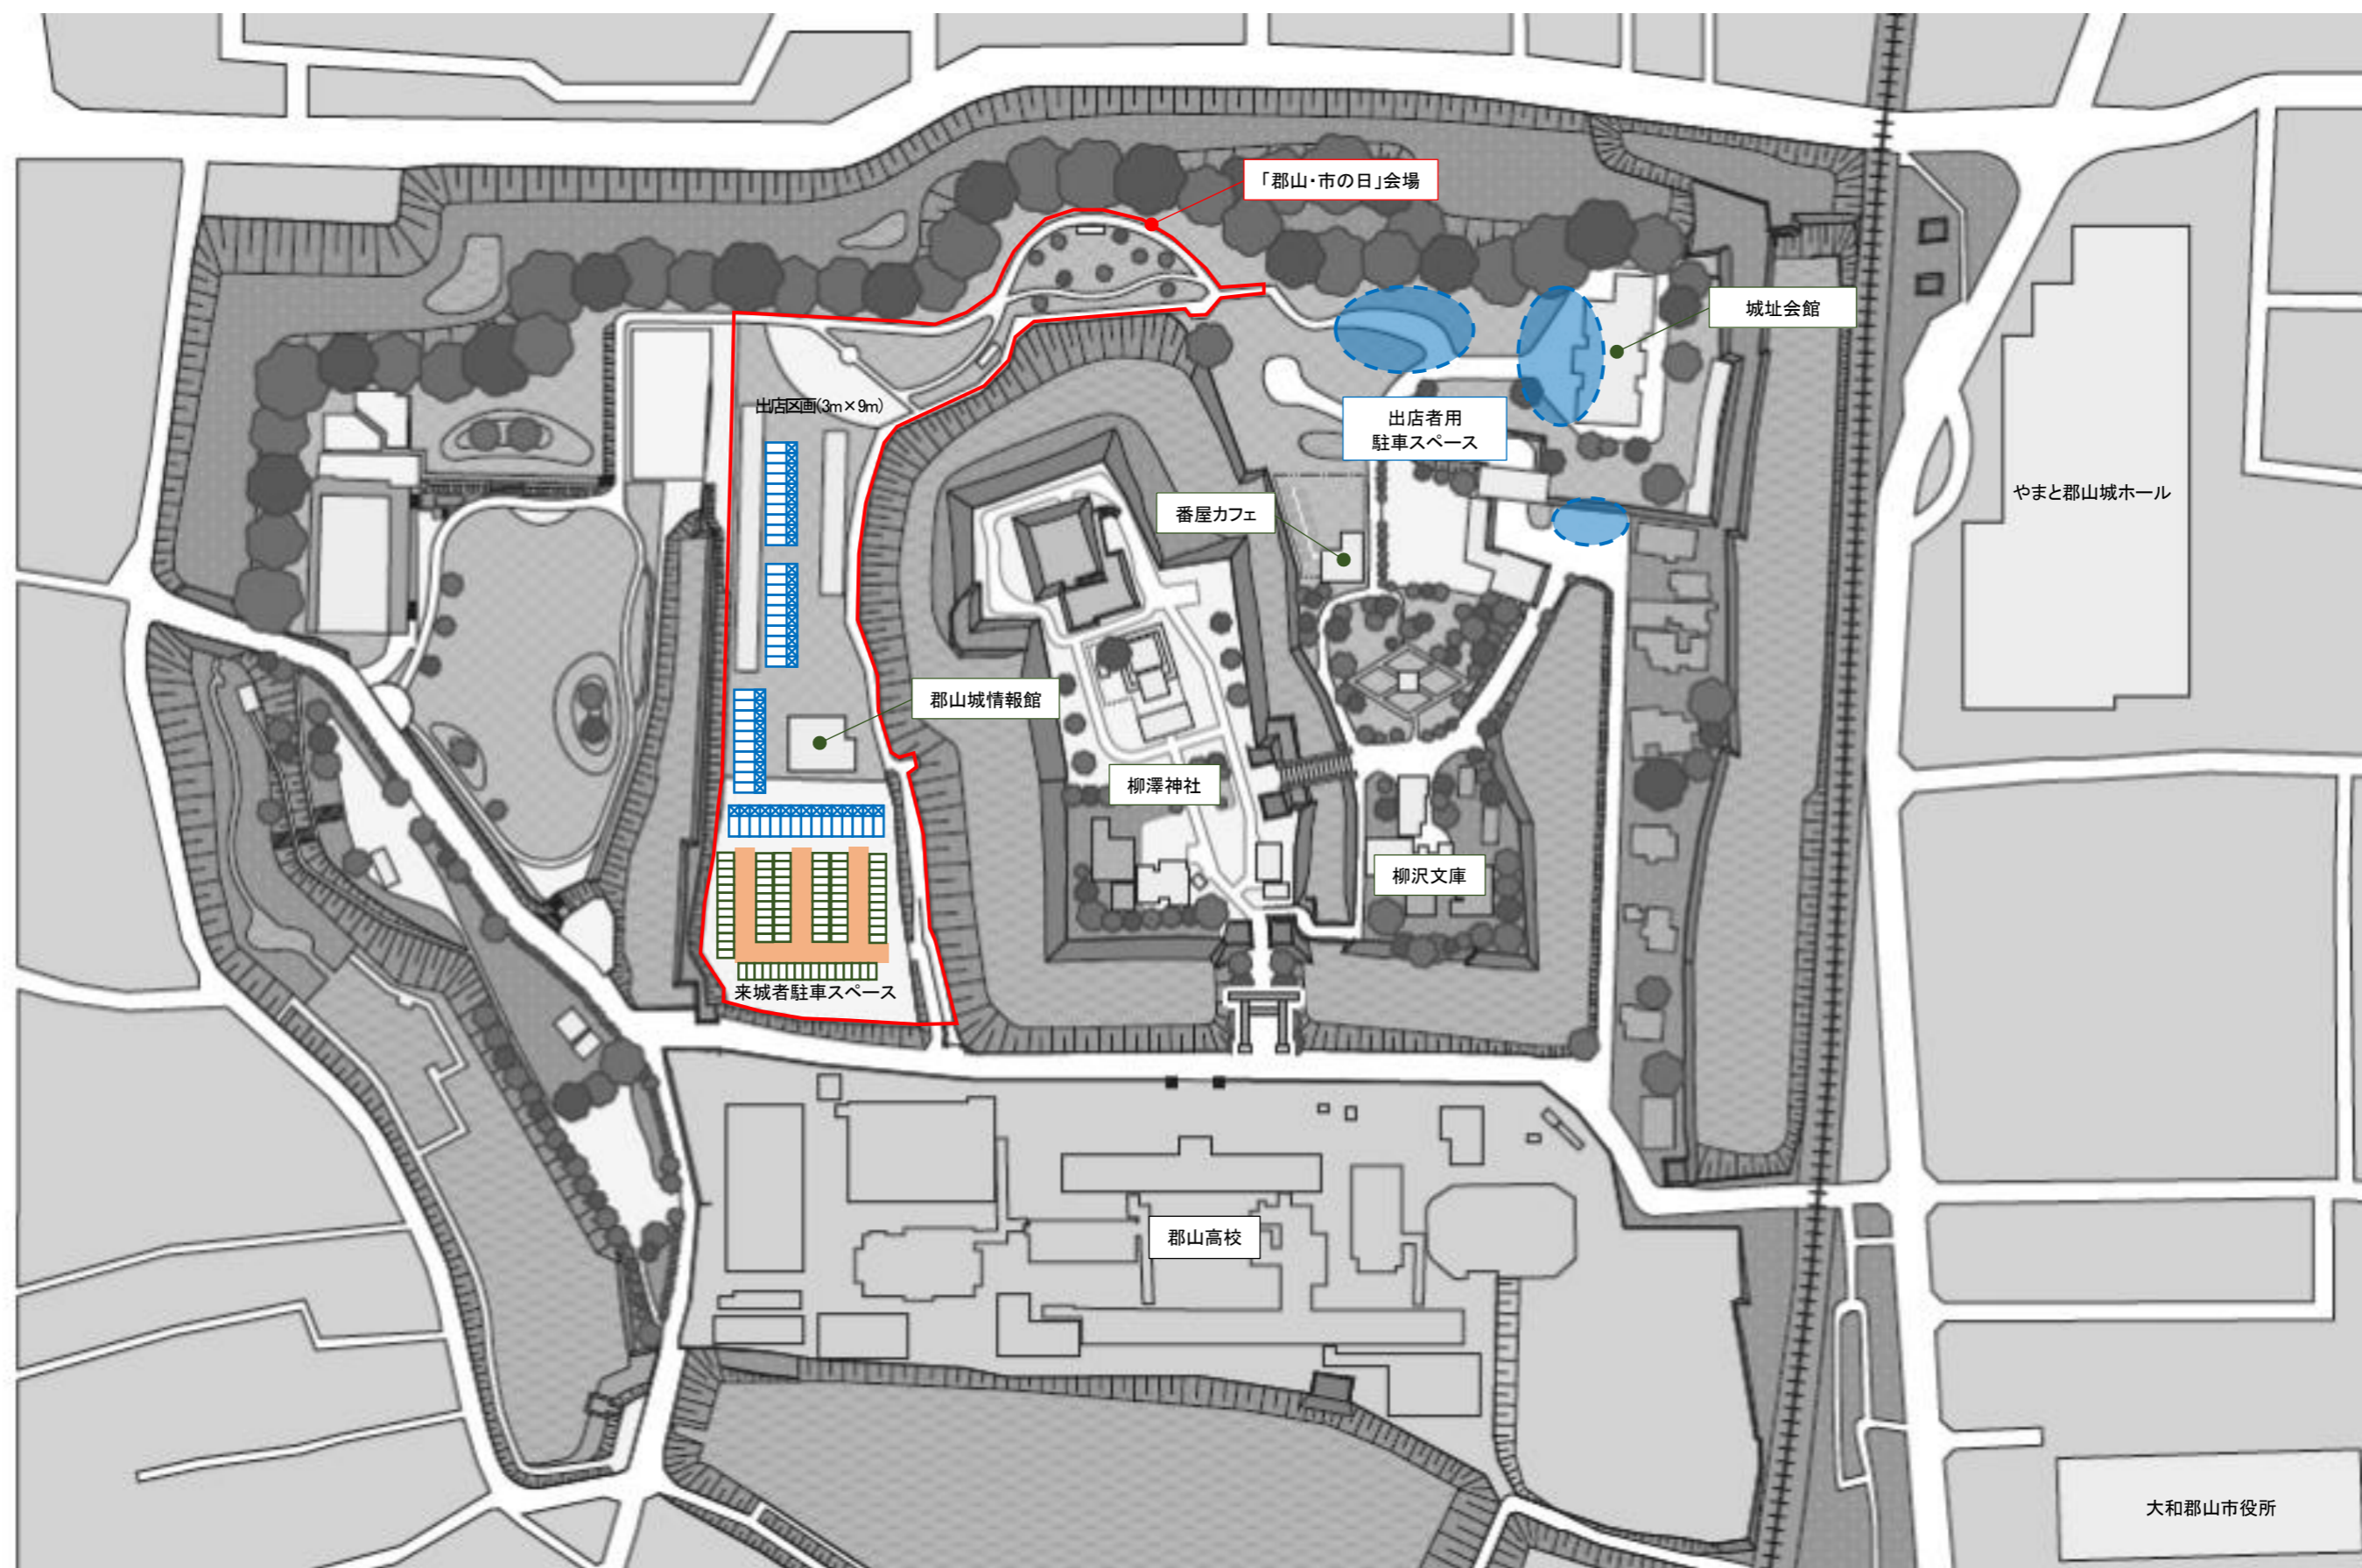 「郡山・市の日」会場
城址会館
出店区画(3m×9m)
出店者用
駐車スペース
やまと郡山城ホール
番屋カフェ
郡山城情報館
柳澤神社
柳沢文庫
来城者駐車スペース
郡山高校
大和郡山市役所